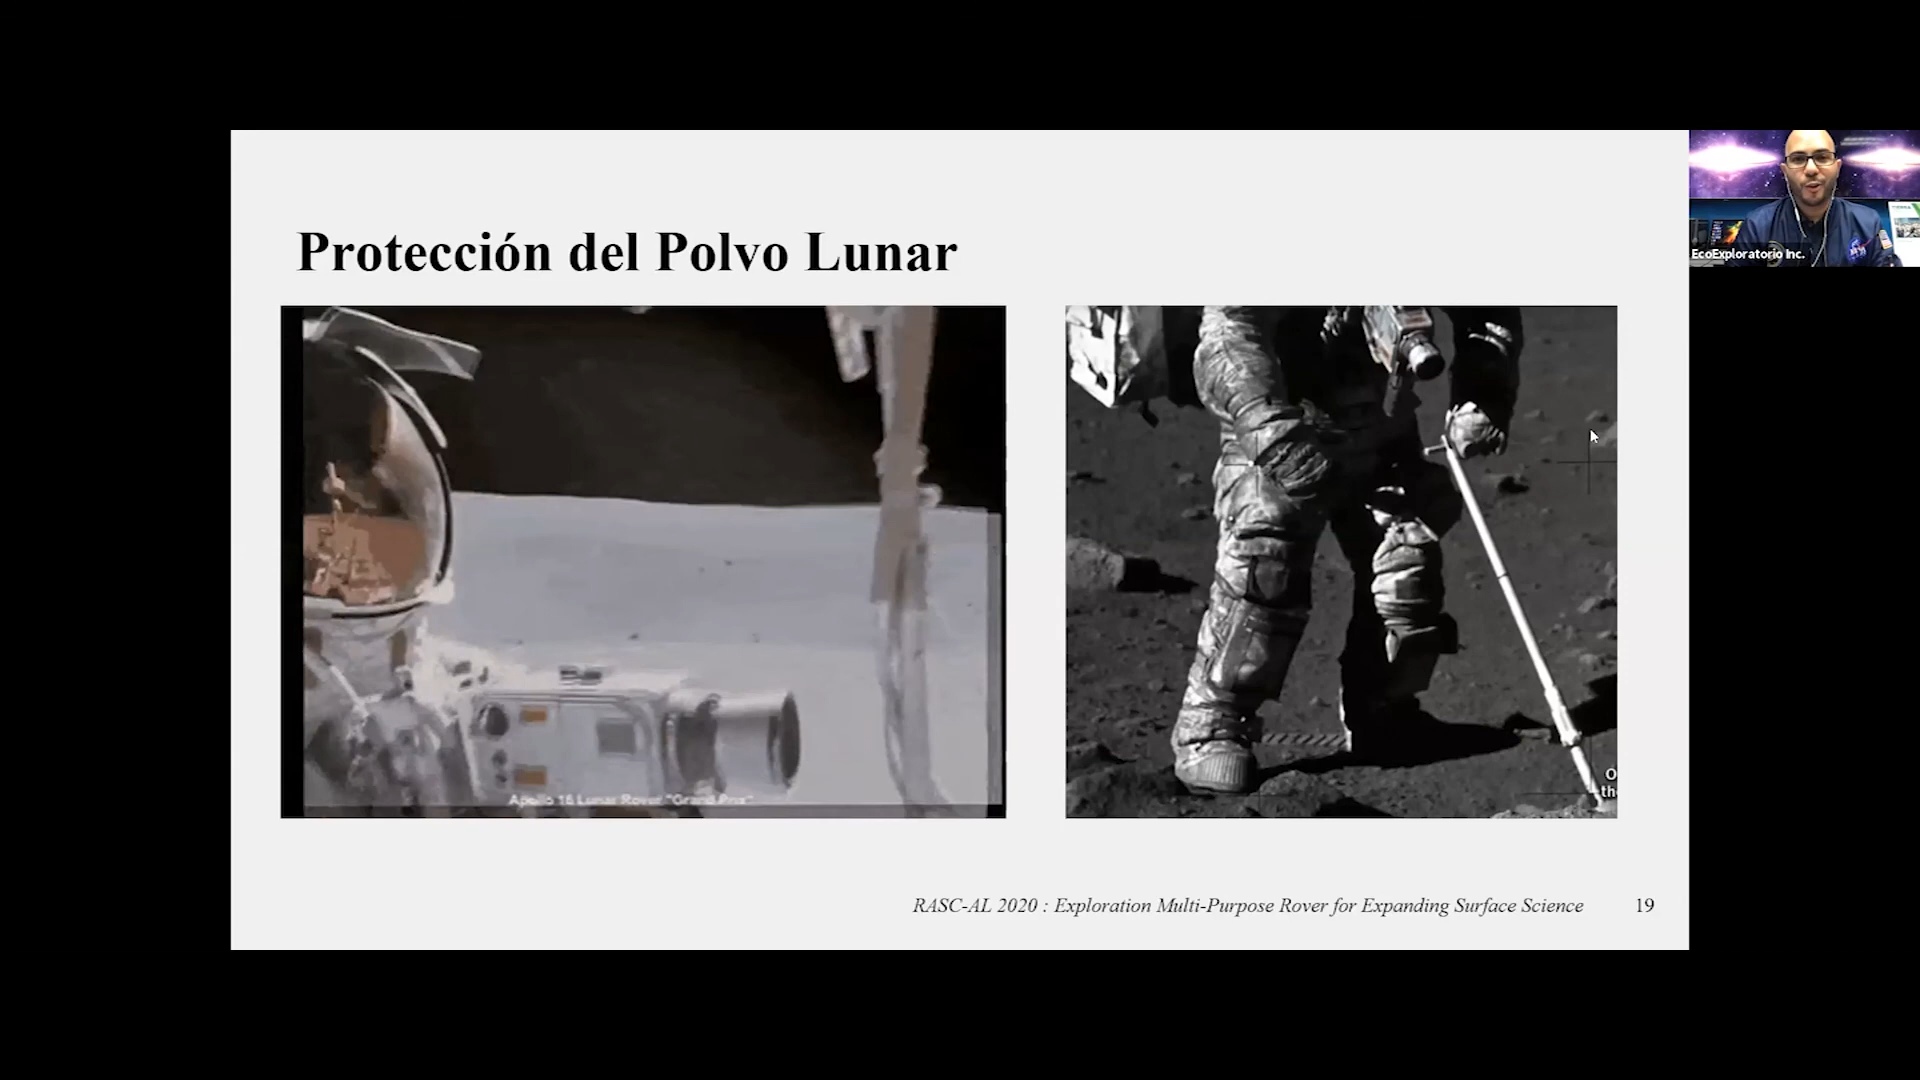 Protección del Polvo Lunar
EcoExploratorio Inc.
Apollo 16 Lunar Rover "Grand Prix"
O
the
RASC-AL 2020 : Exploration Multi-Purpose Rover for Expanding Surface Science
19